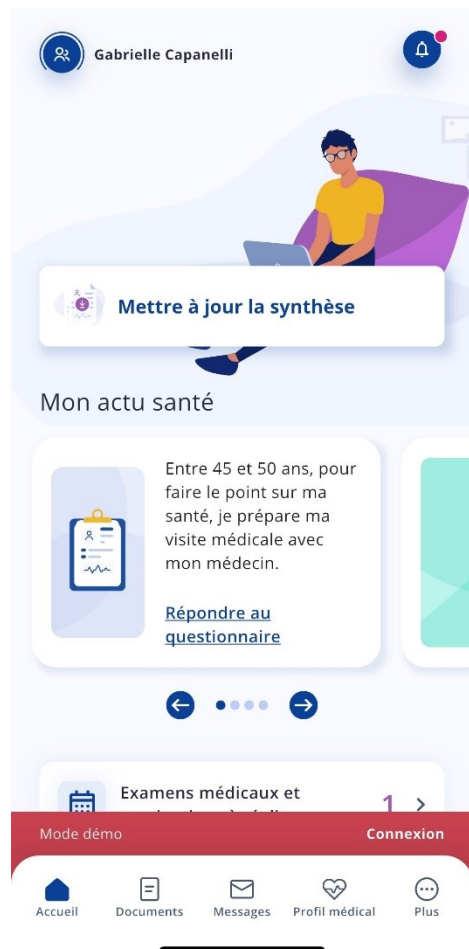 Gabrielle Capanelli
Mettre à jour la synthèse
Mon actu santé
Entre 45 et 50 ans, pour
faire le point sur ma
santé, je prépare ma
visite médicale avec
mon médecin.
Répondre au
questionnaire
Examens médicaux et
1
Mode démo
Connexion
Accueil
Documents
Messages
Profil médical
Plus